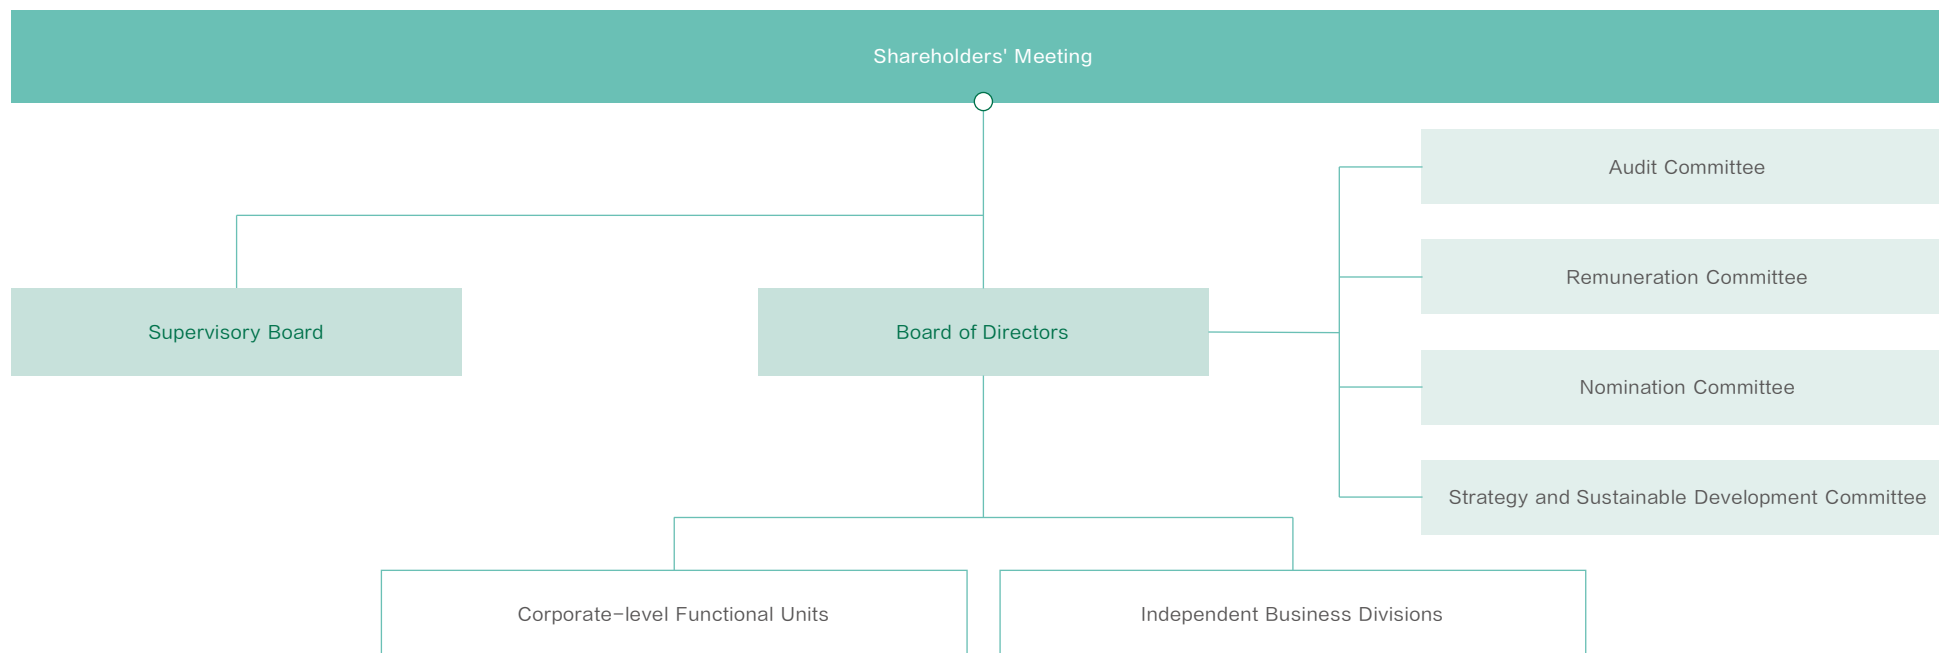 Shareholders' Meeting
Audit Committee
Remuneration Committee
Supervisory Board
Board of Directors
Nomination Committee
Strategy and Sustainable Development Committee
Corporate-level Functional Units
Independent Business Divisions